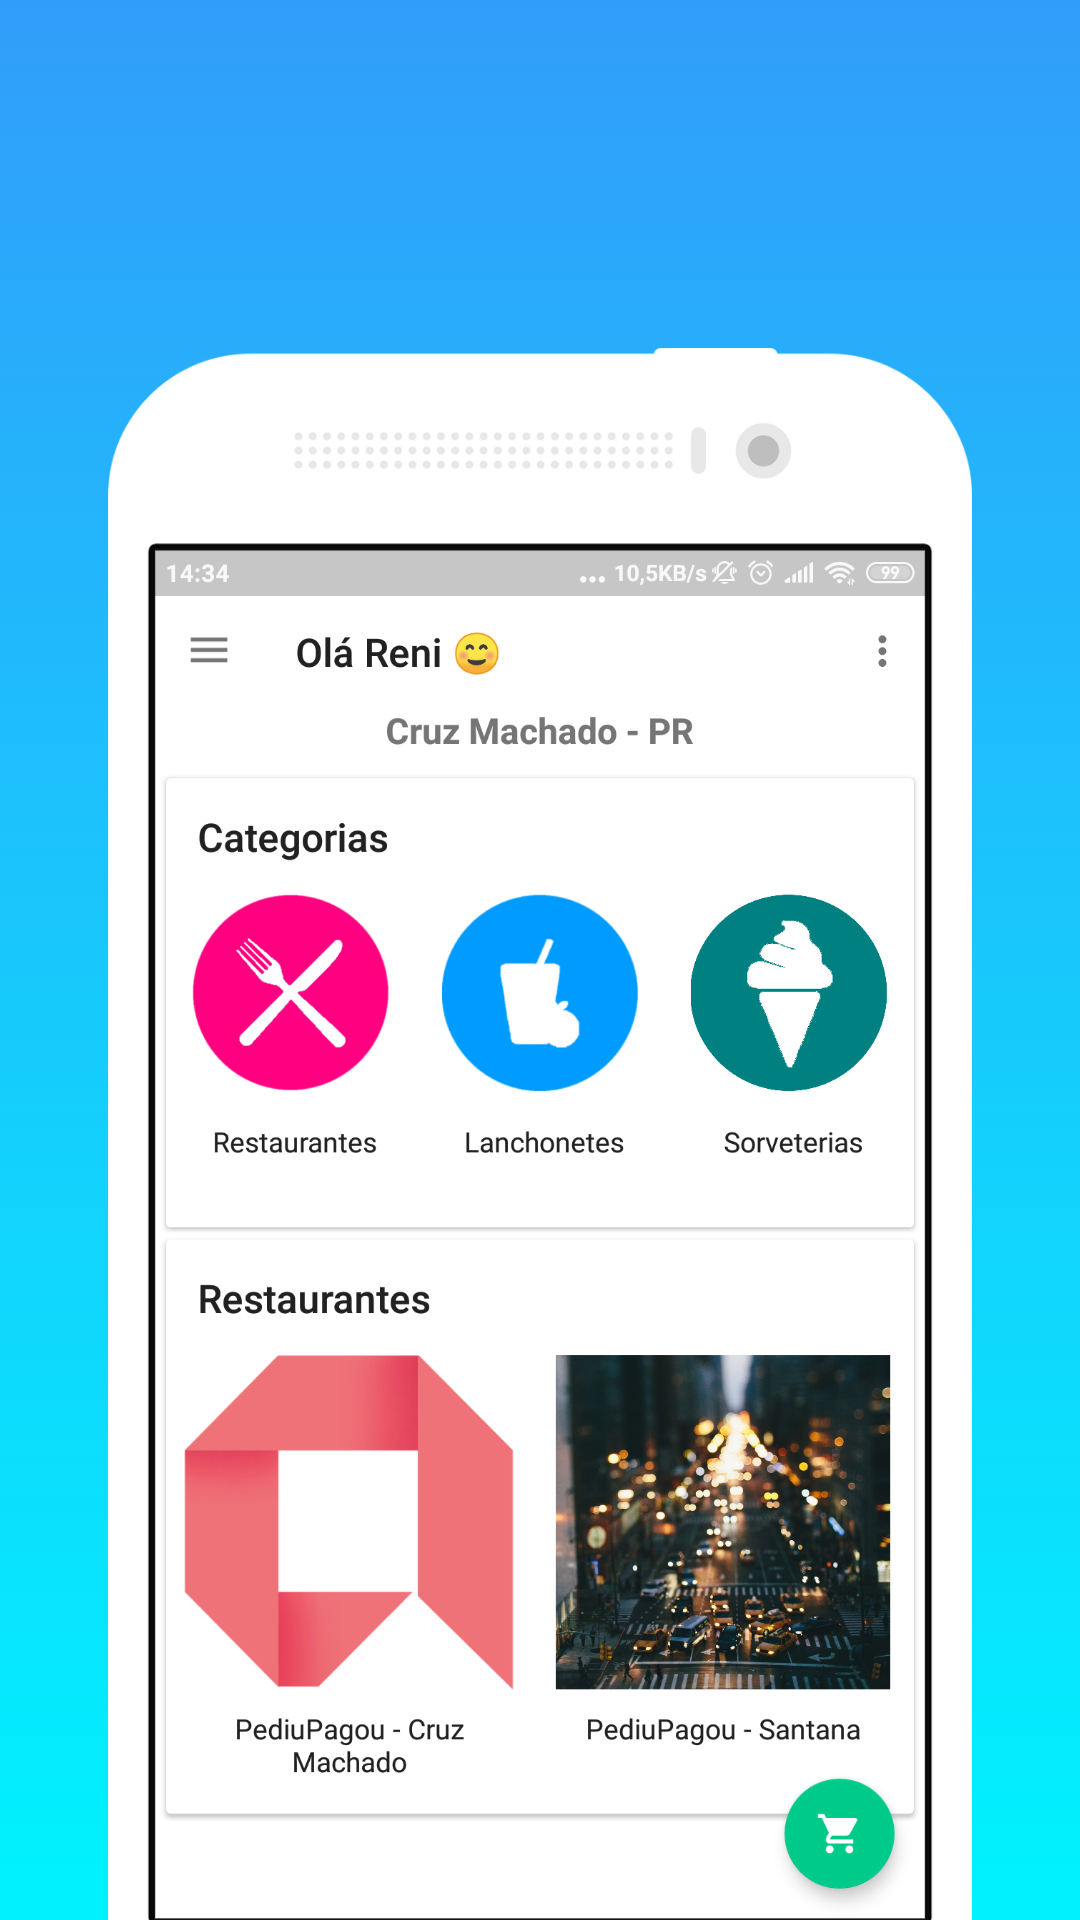 14:34 ... 10,5KB/s 99
Olá Reni 😊
Cruz Machado - PR
Categorias
Restaurantes Lanchonetes Sorveterias
Restaurantes
PediuPagou - Cruz Machado
PediuPagou - Santana